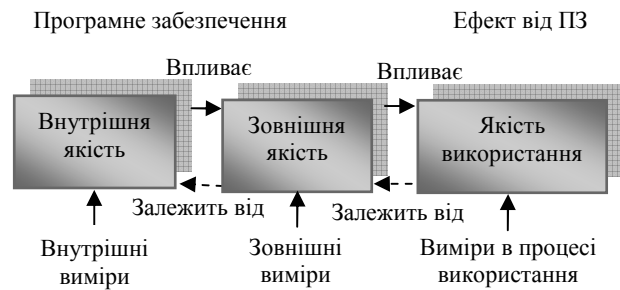 Програмне забезпечення
Ефект від ПЗ
Впливає
Впливає
Внутрішня
якість
Зовнішня
якість
Якість
використання
Залежить від
Залежить від
Внутрішні
виміри
Зовнішні
виміри
Виміри в процесі
використання